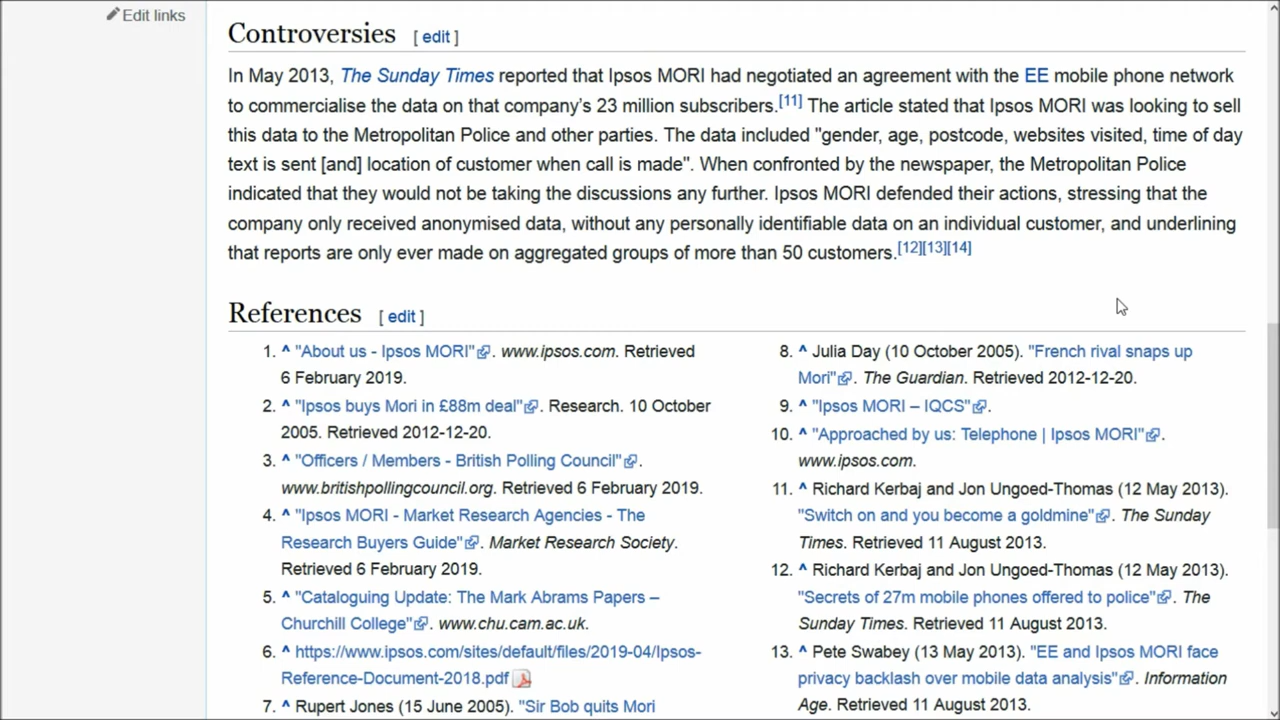 Edit links
Controversies [ edit ]
In May 2013, The Sunday Times reported that Ipsos MORI had negotiated an agreement with the EE mobile phone network
to commercialise the data on that company's 23 million subscribers.[11] The article stated that Ipsos MORI was looking to sell
this data to the Metropolitan Police and other parties. The data included "gender, age, postcode, websites visited, time of day
text is sent [and] location of customer when call is made". When confronted by the newspaper, the Metropolitan Police
indicated that they would not be taking the discussions any further. Ipsos MORI defended their actions, stressing that the
company only received anonymised data, without any personally identifiable data on an individual customer, and underlining
that reports are only ever made on aggregated groups of more than 50 customers.[12][13][14]
References [ edit ]
1. ^ "About us - Ipsos MORI". www.ipsos.com. Retrieved
6 February 2019.
2. ^ "Ipsos buys Mori in £88m deal". Research. 10 October
2005. Retrieved 2012-12-20.
3. ^ "Officers / Members - British Polling Council".
www.britishpollingcouncil.org. Retrieved 6 February 2019.
4. ^ "Ipsos MORI - Market Research Agencies - The
Research Buyers Guide". Market Research Society.
Retrieved 6 February 2019.
5. ^ "Cataloguing Update: The Mark Abrams Papers –
Churchill College". www.chu.cam.ac.uk.
6. ^ https://www.ipsos.com/sites/default/files/2019-04/Ipsos-
Reference-Document-2018.pdf
7. ^ Rupert Jones (15 June 2005). "Sir Bob quits Mori
8. ^ Julia Day (10 October 2005). "French rival snaps up
Mori". The Guardian. Retrieved 2012-12-20.
9. ^ "Ipsos MORI – IQCS".
10. ^ "Approached by us: Telephone | Ipsos MORI".
www.ipsos.com.
11. ^ Richard Kerbaj and Jon Ungoed-Thomas (12 May 2013).
"Switch on and you become a goldmine". The Sunday
Times. Retrieved 11 August 2013.
12. ^ Richard Kerbaj and Jon Ungoed-Thomas (12 May 2013).
"Secrets of 27m mobile phones offered to police". The
Sunday Times. Retrieved 11 August 2013.
13. ^ Pete Swabey (13 May 2013). "EE and Ipsos MORI face
privacy backlash over mobile data analysis". Information
Age. Retrieved 11 August 2013.